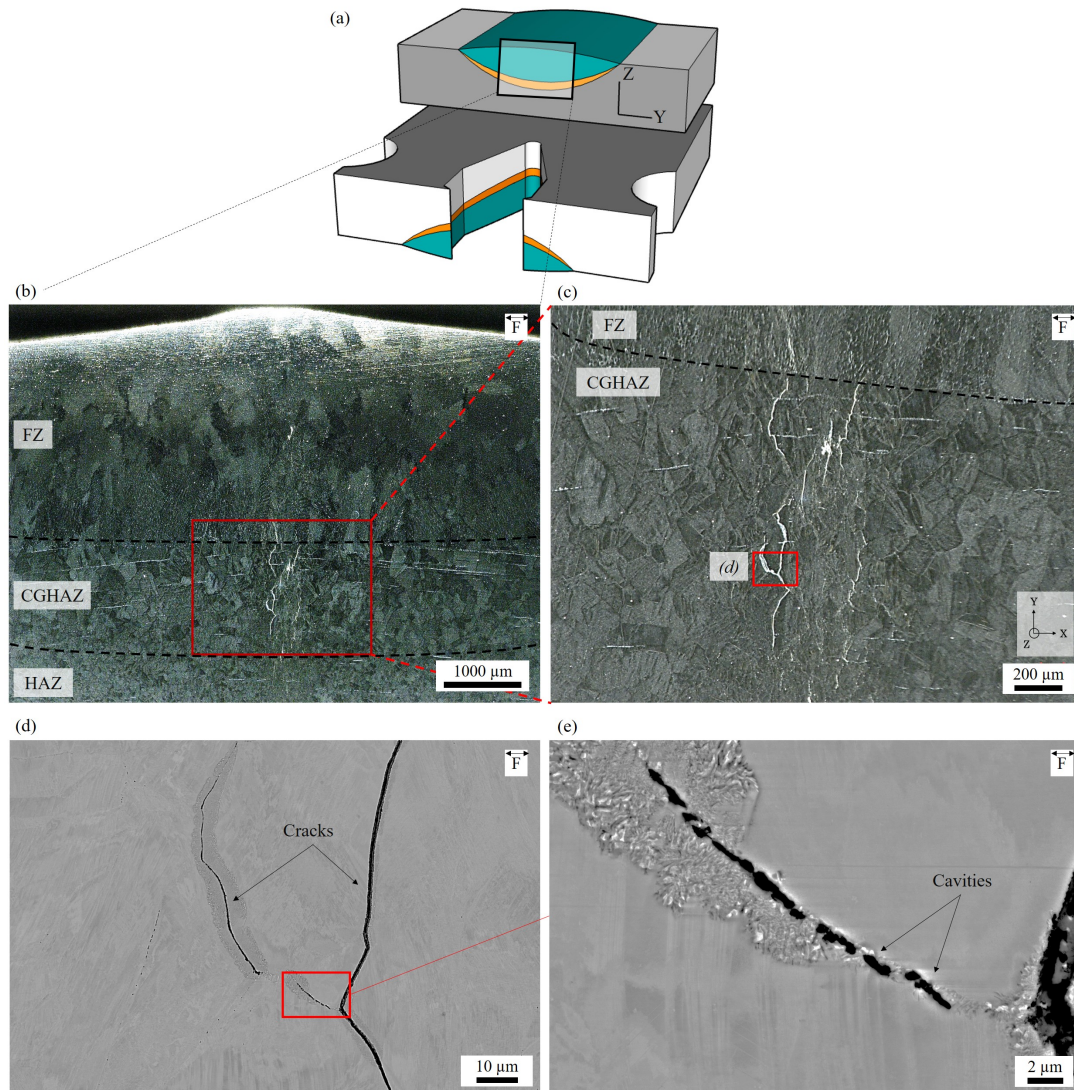 (a)
Z
Y
(b)
(c)
F
FZ
CGHAZ
HAZ
1000 µm
F
FZ
CGHAZ
(d)
Y
Z
X
200 µm
(d)
(e)
F
Cracks
10 µm
F
Cavities
2 µm